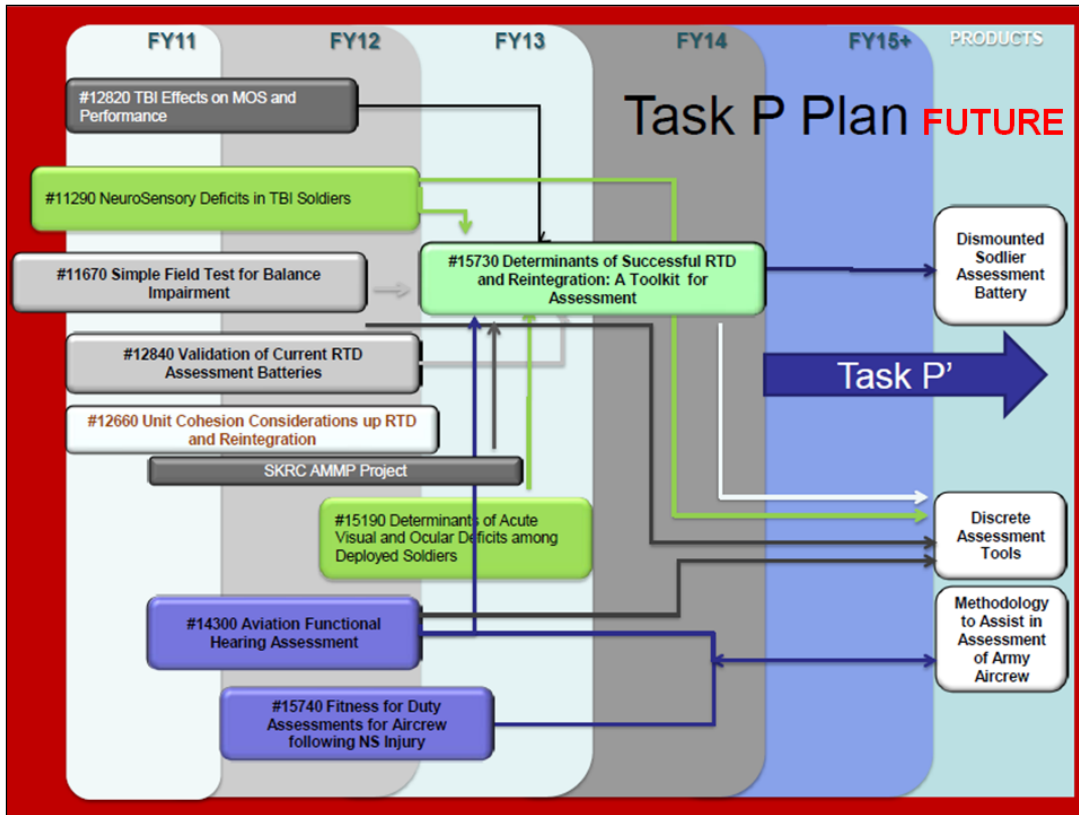 FY11
FY12
FY13
FY14
FY15+
PRODUCTS
Task P Plan FUTURE
#12820 TBI Effects on MOS and
Performance
#11290 NeuroSensory Deficits in TBI Soldiers
#11670 Simple Field Test for Balance
Impairment
#15730 Determinants of Successful RTD
and Reintegration: A Toolkit for
Assessment
Dismounted
Sodlier
Assessment
Battery
#12840 Validation of Current RTD
Assessment Batteries
Task P'
#12660 Unit Cohesion Considerations up RTD
and Reintegration
SKRC AMMP Project
#15190 Determinants of Acute
Visual and Ocular Deficits among
Deployed Soldiers
Discrete
Assessment
Tools
#14300 Aviation Functional
Hearing Assessment
Methodology
to Assist in
Assessment
of Army
Aircrew
#15740 Fitness for Duty
Assessments for Aircrew
following NS Injury